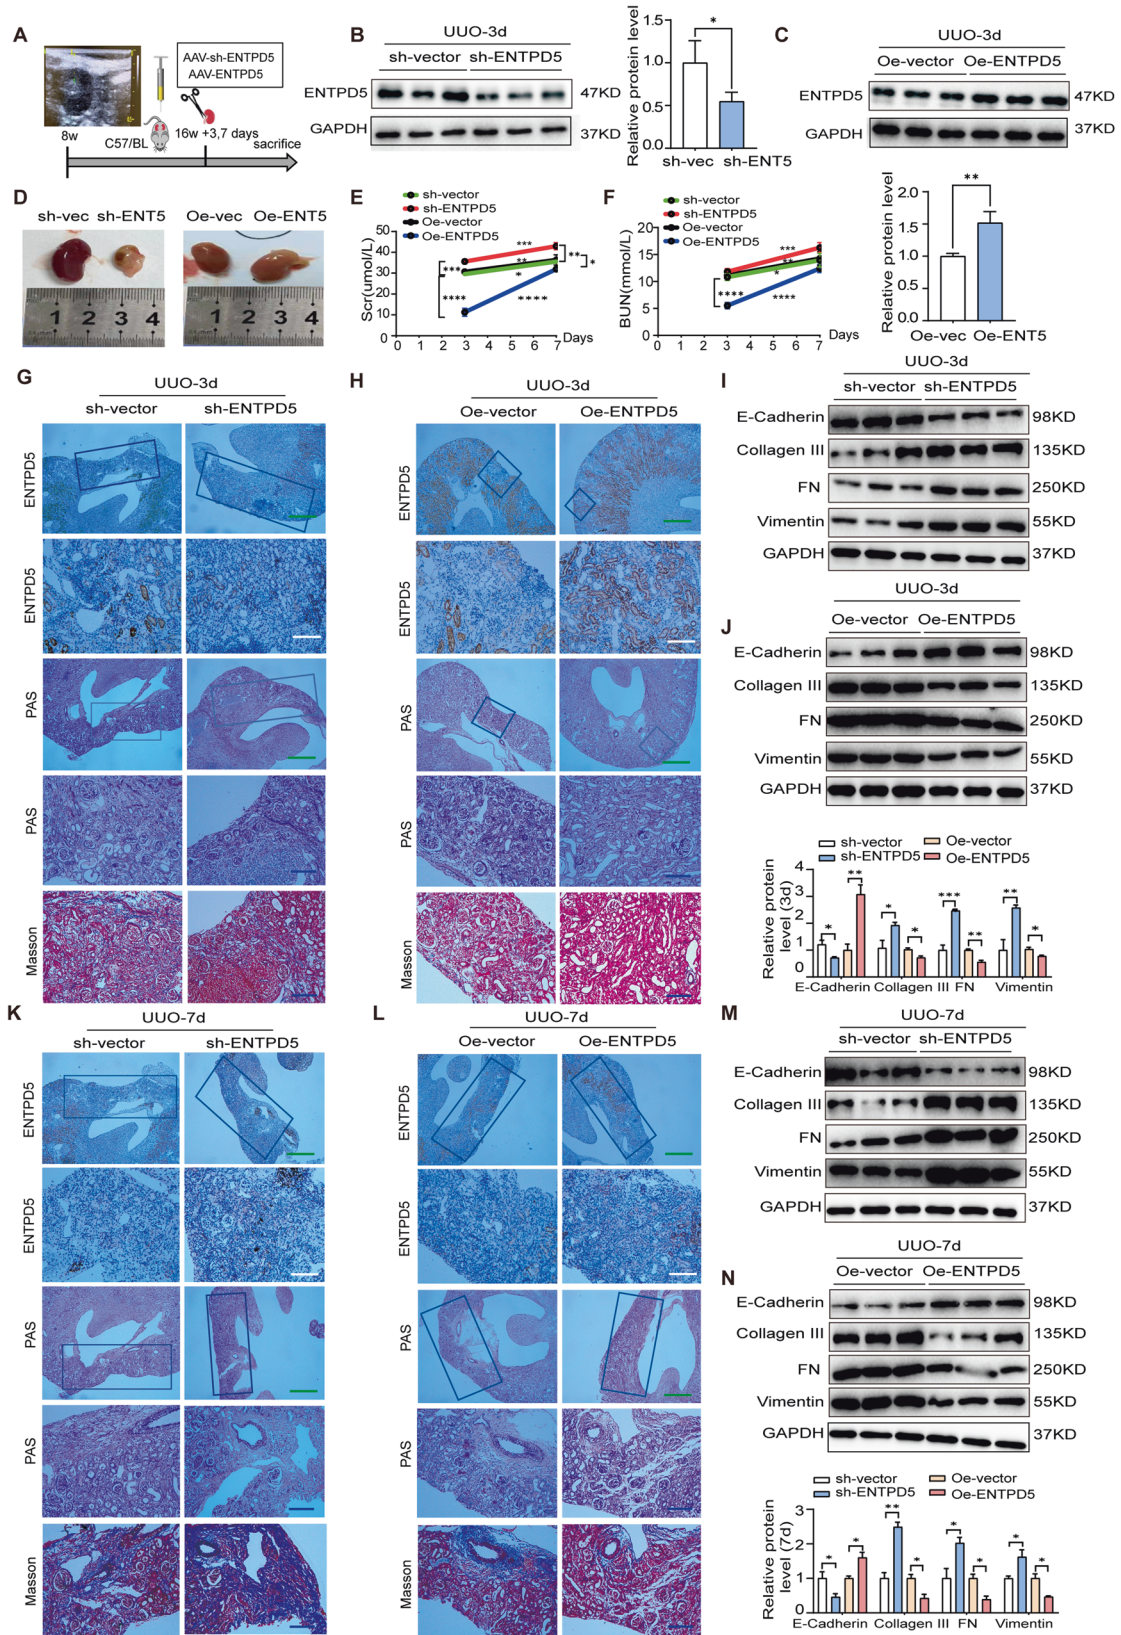 A
AAV-sh-ENTPD5
AAV-ENTPD5
8w
C57/BL
16w +3,7 days
sacrifice
B
UUO-3d
sh-vector sh-ENTPD5
ENTPD5
47KD
GAPDH
37KD
Relative protein level
1.5
1.0
0.5
0.0
*
sh-vec sh-ENT5
C
UUO-3d
Oe-vector Oe-ENTPD5
ENTPD5
47KD
GAPDH
37KD
Relative protein level
2.0
1.5
1.0
0.5
0.0
**
Oe-vec Oe-ENT5
D
sh-vec sh-ENT5
Oe-vec Oe-ENT5
1 2 3 4
1 2 3 4
E
sh-vector
sh-ENTPD5
Oe-vector
Oe-ENTPD5
Scr(umol/L)
50
40
30
20
10
0
0 1 2 3 4 5 6 7 Days
***
****
***
**
*
****
**
*
F
sh-vector
sh-ENTPD5
Oe-vector
Oe-ENTPD5
BUN(mmol/L)
20
15
10
5
0
0 1 2 3 4 5 6 7 Days
****
***
**
*
****
G
UUO-3d
sh-vector sh-ENTPD5
ENTPD5
ENTPD5
PAS
PAS
Masson
H
UUO-3d
Oe-vector Oe-ENTPD5
ENTPD5
ENTPD5
PAS
PAS
Masson
I
UUO-3d
sh-vector sh-ENTPD5
E-Cadherin
98KD
Collagen III
135KD
FN
250KD
Vimentin
55KD
GAPDH
37KD
J
UUO-3d
Oe-vector Oe-ENTPD5
E-Cadherin
98KD
Collagen III
135KD
FN
250KD
Vimentin
55KD
GAPDH
37KD
sh-vector
sh-ENTPD5
Oe-vector
Oe-ENTPD5
Relative protein
level (3d)
4
3
2
1
0
* ** * * *** ** ** *
E-Cadherin Collagen III FN Vimentin
K
UUO-7d
sh-vector sh-ENTPD5
ENTPD5
ENTPD5
PAS
PAS
Masson
L
UUO-7d
Oe-vector Oe-ENTPD5
ENTPD5
ENTPD5
PAS
PAS
Masson
M
UUO-7d
sh-vector sh-ENTPD5
E-Cadherin
98KD
Collagen III
135KD
FN
250KD
Vimentin
55KD
GAPDH
37KD
N
UUO-7d
Oe-vector Oe-ENTPD5
E-Cadherin
98KD
Collagen III
135KD
FN
250KD
Vimentin
55KD
GAPDH
37KD
sh-vector
sh-ENTPD5
Oe-vector
Oe-ENTPD5
Relative protein
level (7d)
3
2
1
0
* * ** * * * * *
E-Cadherin Collagen III FN Vimentin